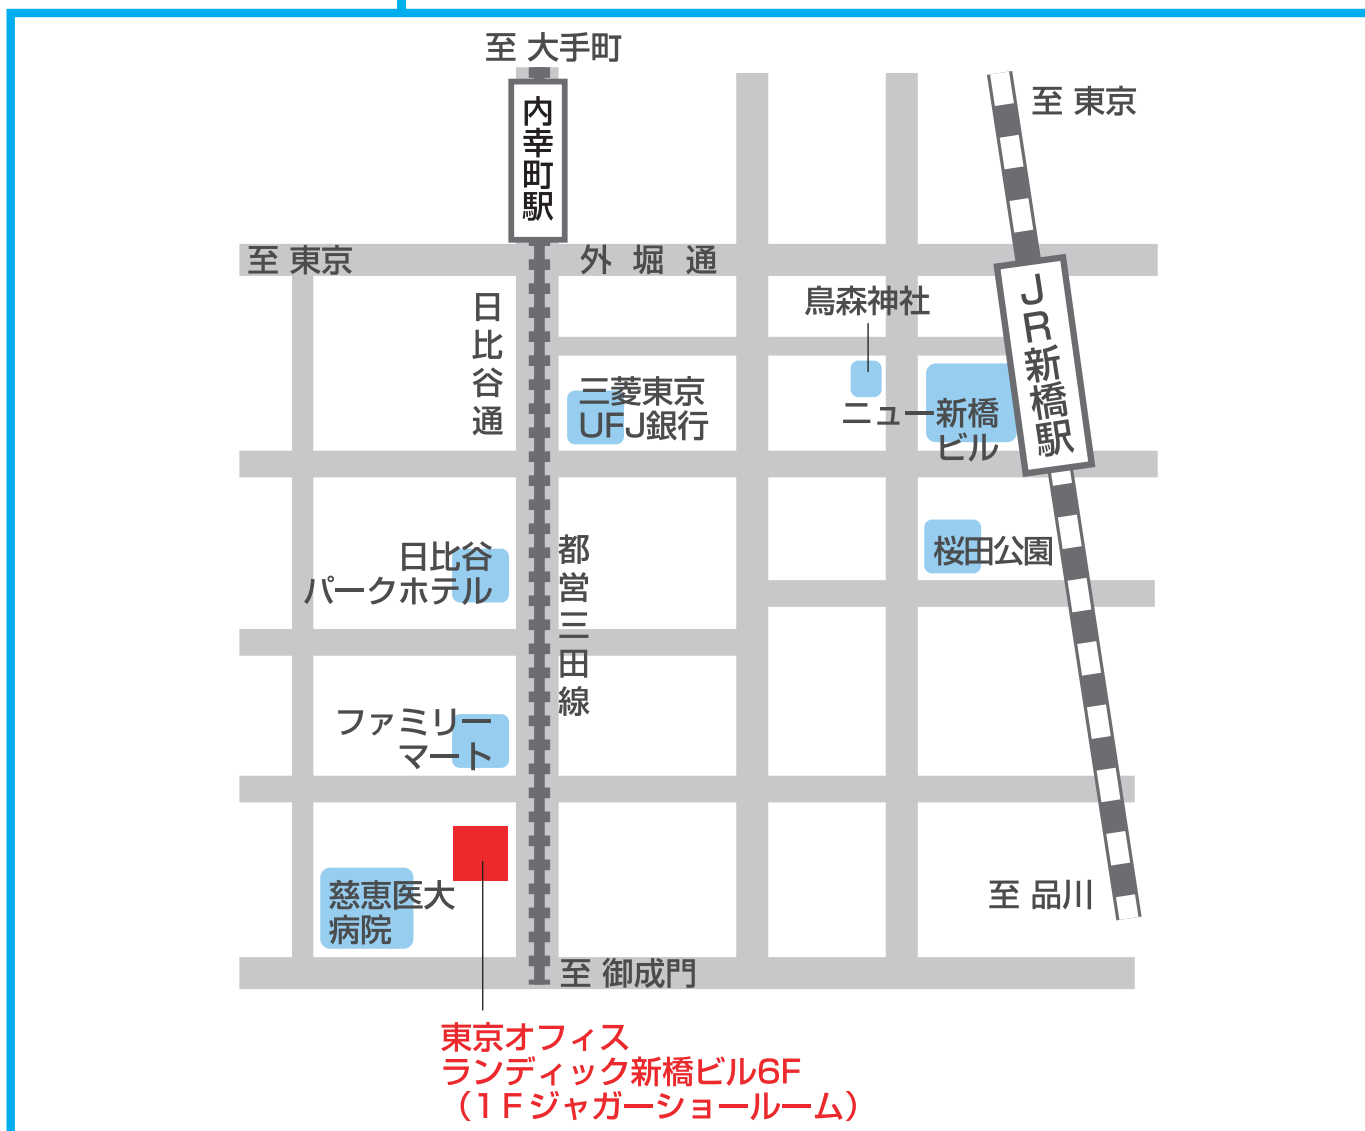 至 大手町
内幸町駅
至 東京
至 東京
外堀通
日比谷通
烏森神社
JR新橋駅
三菱東京
UFJ銀行
ニュー新橋
ビル
日比谷
パークホテル
都営三田線
桜田公園
ファミリー
マート
慈恵医大
病院
至 品川
至 御成門
東京オフィス
ランディック新橋ビル6F
（1Fジャガーショールーム）